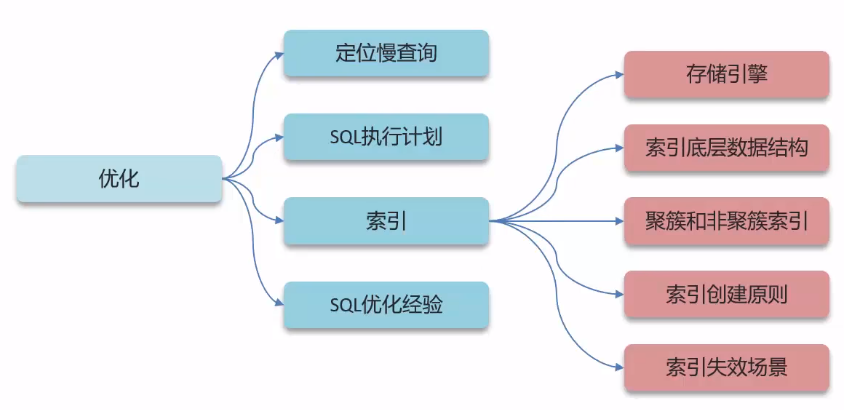 优化
定位慢查询
SQL执行计划
索引
SQL优化经验
存储引擎
索引底层数据结构
聚簇和非聚簇索引
索引创建原则
索引失效场景